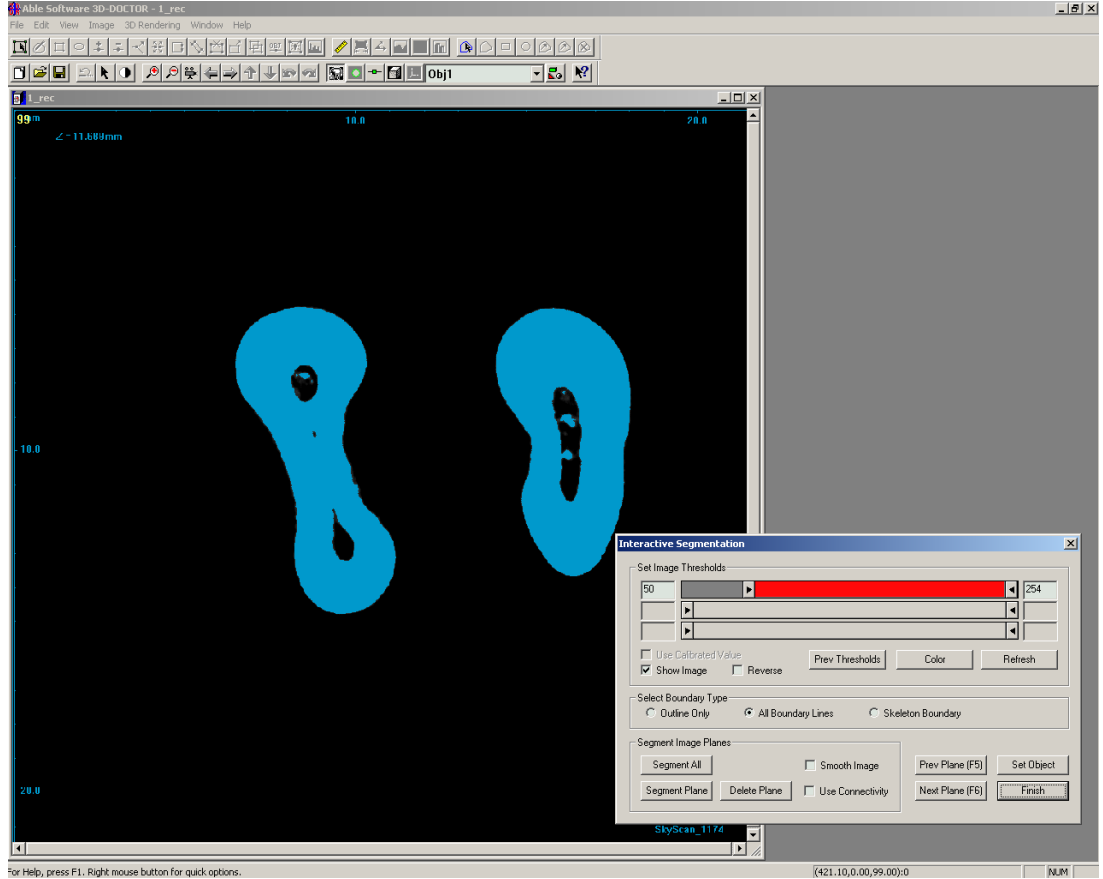 Able Software 3D-DOCTOR - 1_rec
File Edit View Image 3D Rendering Window Help
Obj1
1_rec
99
10.0 20.0
Z = 11.689mm
10.0
20.0
SkyScan_1174
Interactive Segmentation
Set Image Thresholds
50 254
Use Calibrated Value
Show Image Reverse Prev Thresholds Color Refresh
Select Boundary Type
Outline Only All Boundary Lines Skeleton Boundary
Segment Image Planes
Segment All Smooth Image Prev Plane (F5) Set Object
Segment Plane Delete Plane Use Connectivity Next Plane (F6) Finish
For Help, press F1. Right mouse button for quick options. (421.10,0.00,99.00):0 NUM